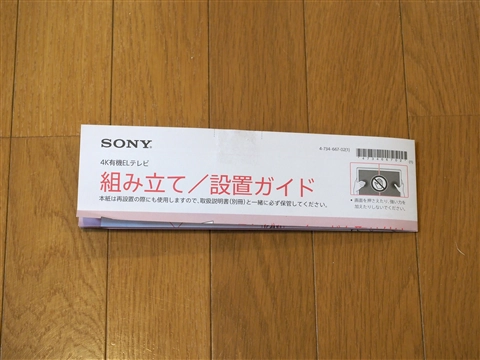 SONY
4K有機ELテレビ
組み立て／設置ガイド
本紙は再設置の際にも使用しますので、取扱説明書(別冊)と一緒に必ず保管してください。